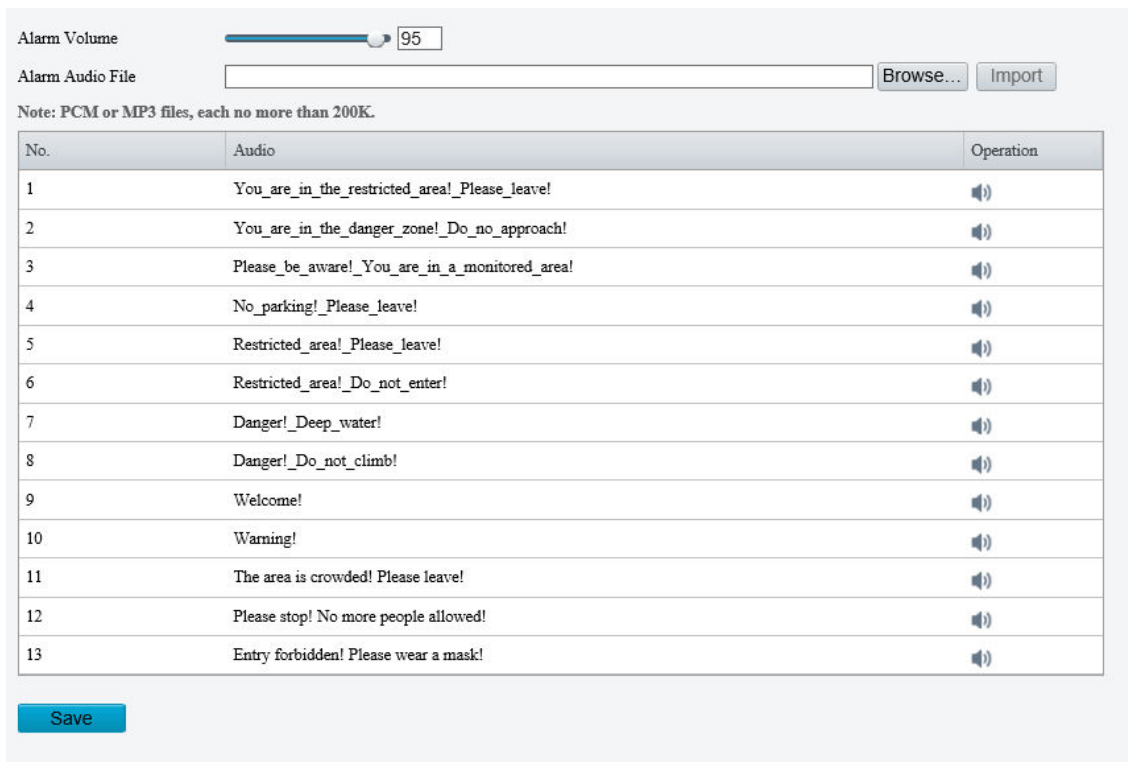 Alarm Volume 95
Alarm Audio File Browse... Import
Note: PCM or MP3 files, each no more than 200K.
No. Audio Operation
1 You_are_in_the_restricted_area!_Please_leave!
2 You_are_in_the_danger_zone!_Do_no_approach!
3 Please_be_aware!_You_are_in_a_monitored_area!
4 No_parking!_Please_leave!
5 Restricted_area!_Please_leave!
6 Restricted_area!_Do_not_enter!
7 Danger!_Deep_water!
8 Danger!_Do_not_climb!
9 Welcome!
10 Warning!
11 The area is crowded! Please leave!
12 Please stop! No more people allowed!
13 Entry forbidden! Please wear a mask!
Save